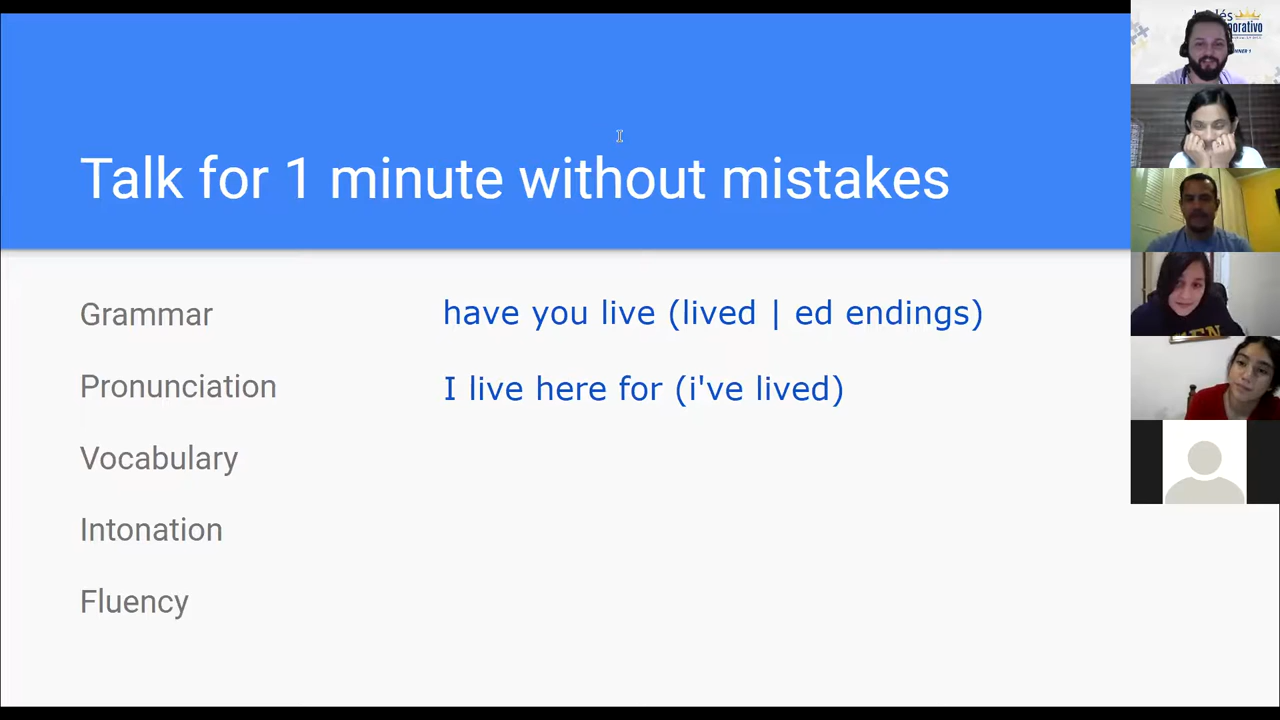 Talk for 1 minute without mistakes
Grammar
have you live (lived | ed endings)
Pronunciation
I live here for (i've lived)
Vocabulary
Intonation
Fluency